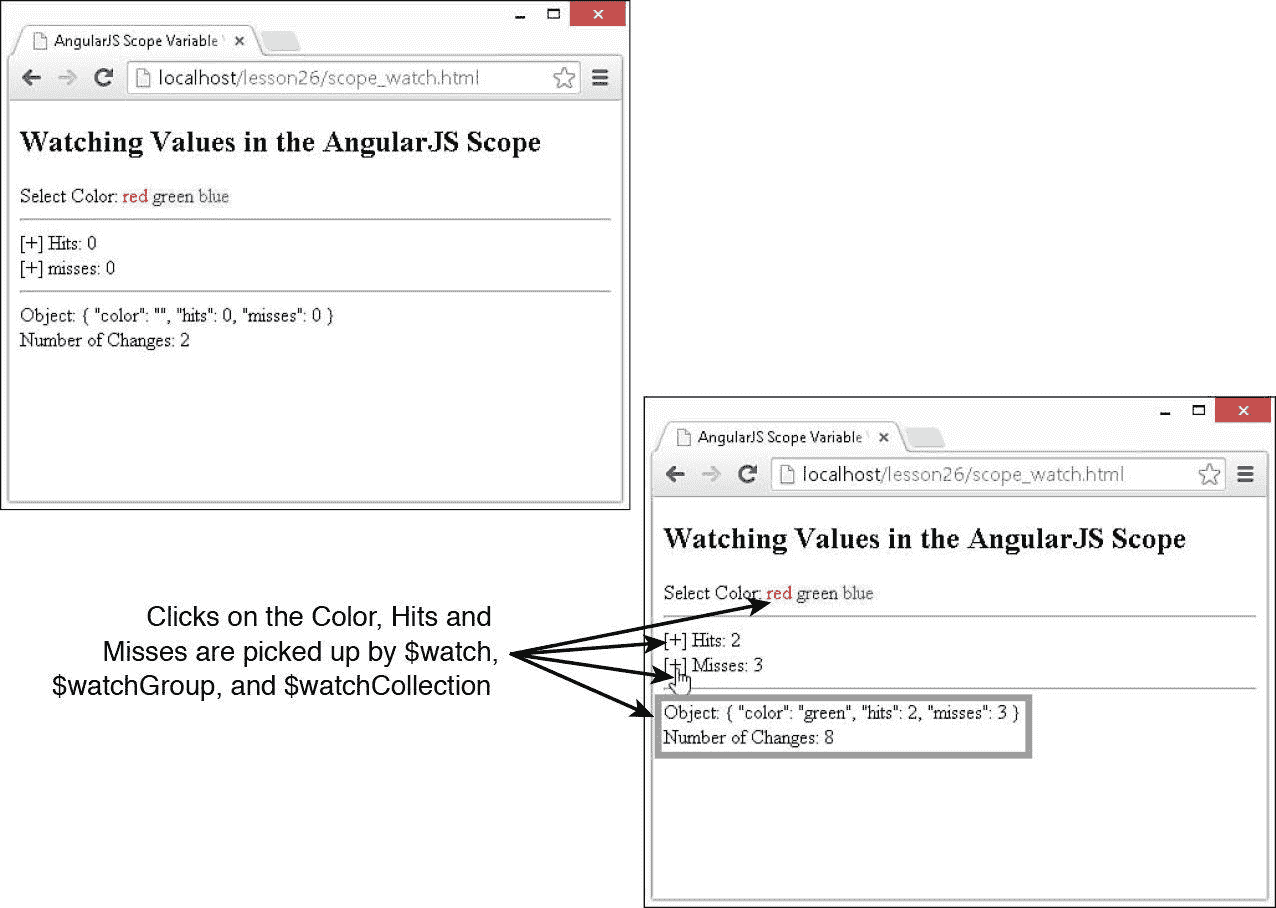 AngularJS Scope Variable
localhost/lesson26/scope_watch.html
Watching Values in the AngularJS Scope
Select Color: red green blue
[+] Hits: 0
[+] misses: 0
Object: { "color": "", "hits": 0, "misses": 0 }
Number of Changes: 2
AngularJS Scope Variable
localhost/lesson26/scope_watch.html
Watching Values in the AngularJS Scope
Select Color: red green blue
[+] Hits: 2
[+] Misses: 3
Object: { "color": "green", "hits": 2, "misses": 3 }
Number of Changes: 8
Clicks on the Color, Hits and
Misses are picked up by $watch,
$watchGroup, and $watchCollection